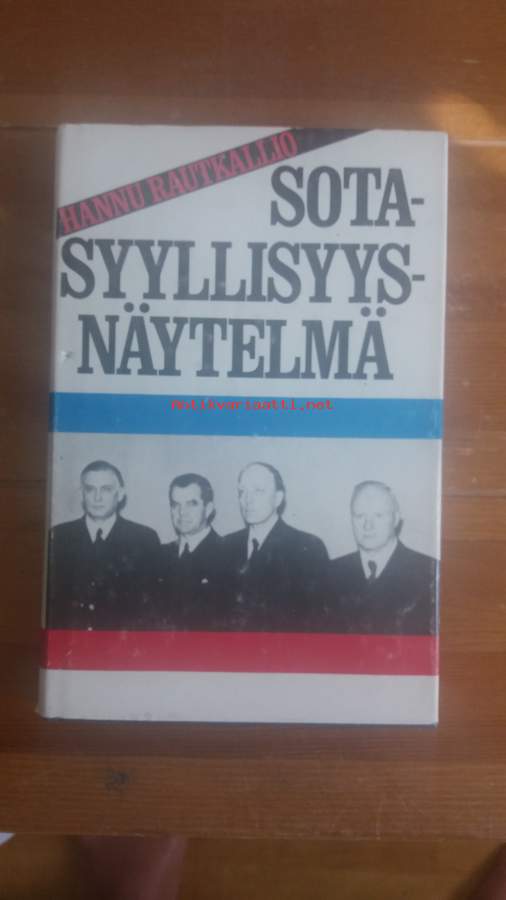 HANNU RAUTKALLIO
SOTA-
SYYLLISYYS-
NÄYTELMÄ
Antikvariaatti.net